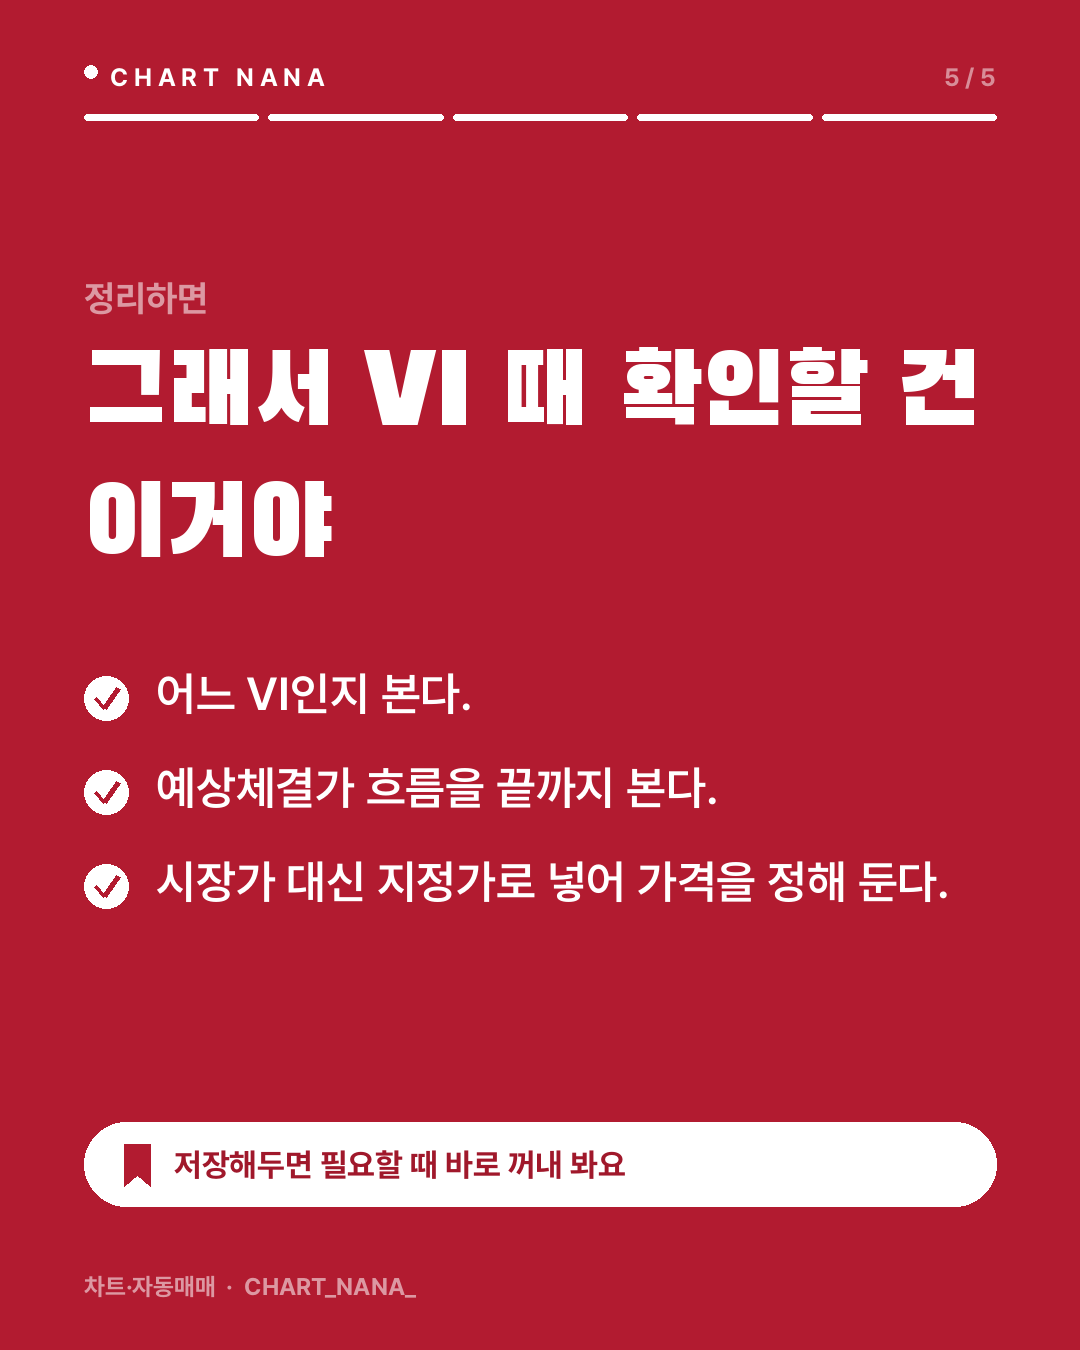 CHART NANA
5 / 5
정리하면
그래서 VI 때 확인할 건
이거야
어느 VI인지 본다.
예상체결가 흐름을 끝까지 본다.
시장가 대신 지정가로 넣어 가격을 정해 둔다.
저장해두면 필요할 때 바로 꺼내 봐요
차트·자동매매 · CHART_NANA_